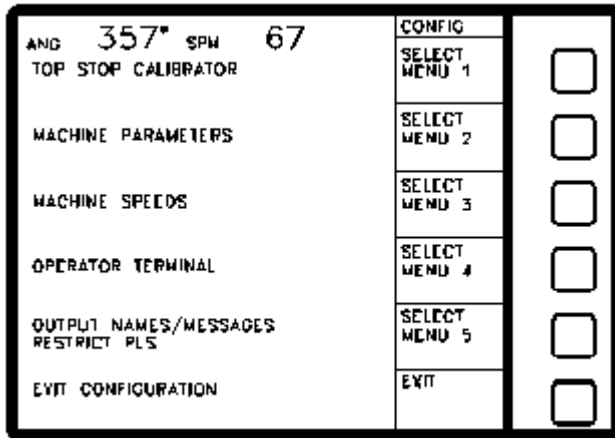 ANG 357° SPM 67
CONFIG
TOP STOP CALIBRATOR
SELECT
MENU 1
MACHINE PARAMETERS
SELECT
MENU 2
MACHINE SPEEDS
SELECT
MENU 3
OPERATOR TERMINAL
SELECT
MENU 4
OUTPUT NAMES/MESSAGES
RESTRICT PLS
SELECT
MENU 5
EXIT CONFIGURATION
EXIT